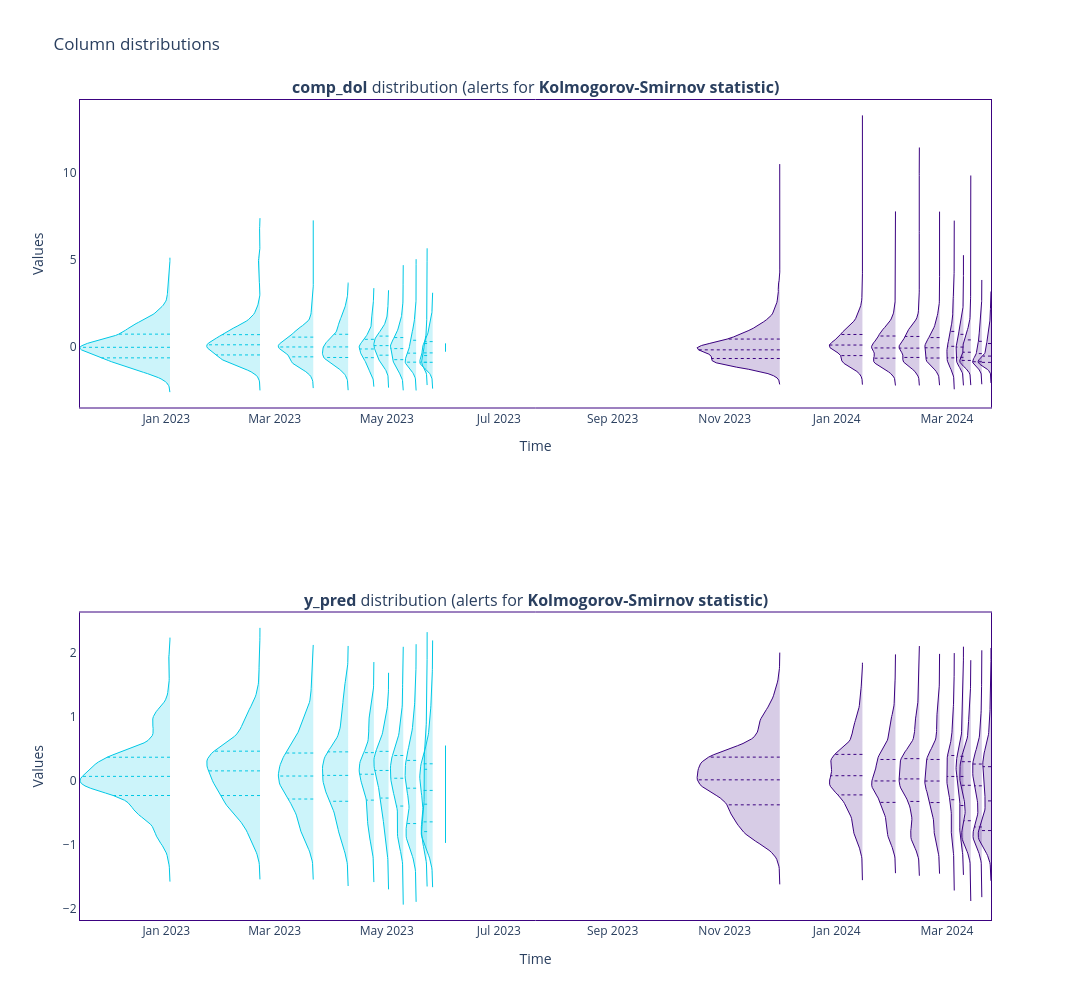 Column distributions
comp_dol distribution (alerts for Kolmogorov-Smirnov statistic)
10
5
0
Values
Jan 2023 Mar 2023 May 2023 Jul 2023 Sep 2023 Nov 2023 Jan 2024 Mar 2024
Time
y_pred distribution (alerts for Kolmogorov-Smirnov statistic)
2
1
0
−1
−2
Values
Jan 2023 Mar 2023 May 2023 Jul 2023 Sep 2023 Nov 2023 Jan 2024 Mar 2024
Time